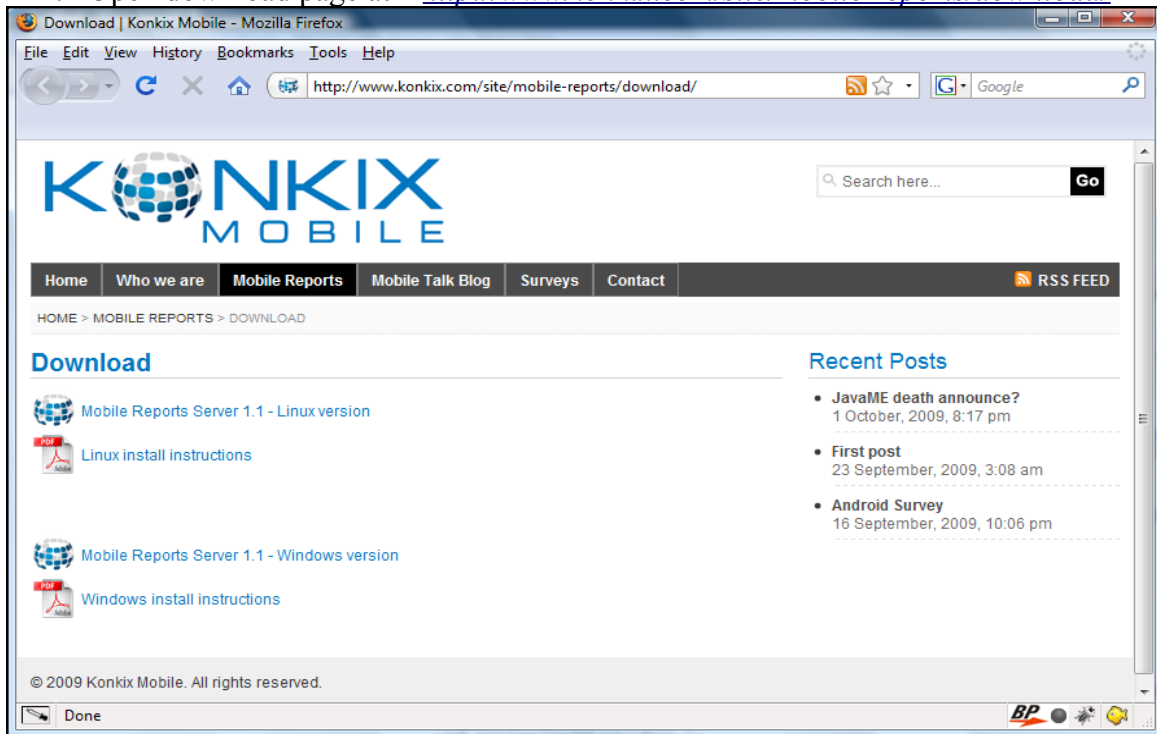 Download | Konkix Mobile - Mozilla Firefox
File Edit View History Bookmarks Tools Help
http://www.konkix.com/site/mobile-reports/download/
G Google
KONKIX
MOBILE
Search here... Go
Home Who we are Mobile Reports Mobile Talk Blog Surveys Contact RSS FEED
HOME > MOBILE REPORTS > DOWNLOAD
Download
Mobile Reports Server 1.1 - Linux version
PDF
Adobe
Linux install instructions
Mobile Reports Server 1.1 - Windows version
PDF
Adobe
Windows install instructions
Recent Posts
JavaME death announce?
1 October, 2009, 8:17 pm
First post
23 September, 2009, 3:08 am
Android Survey
16 September, 2009, 10:06 pm
© 2009 Konkix Mobile. All rights reserved.
Done
BP